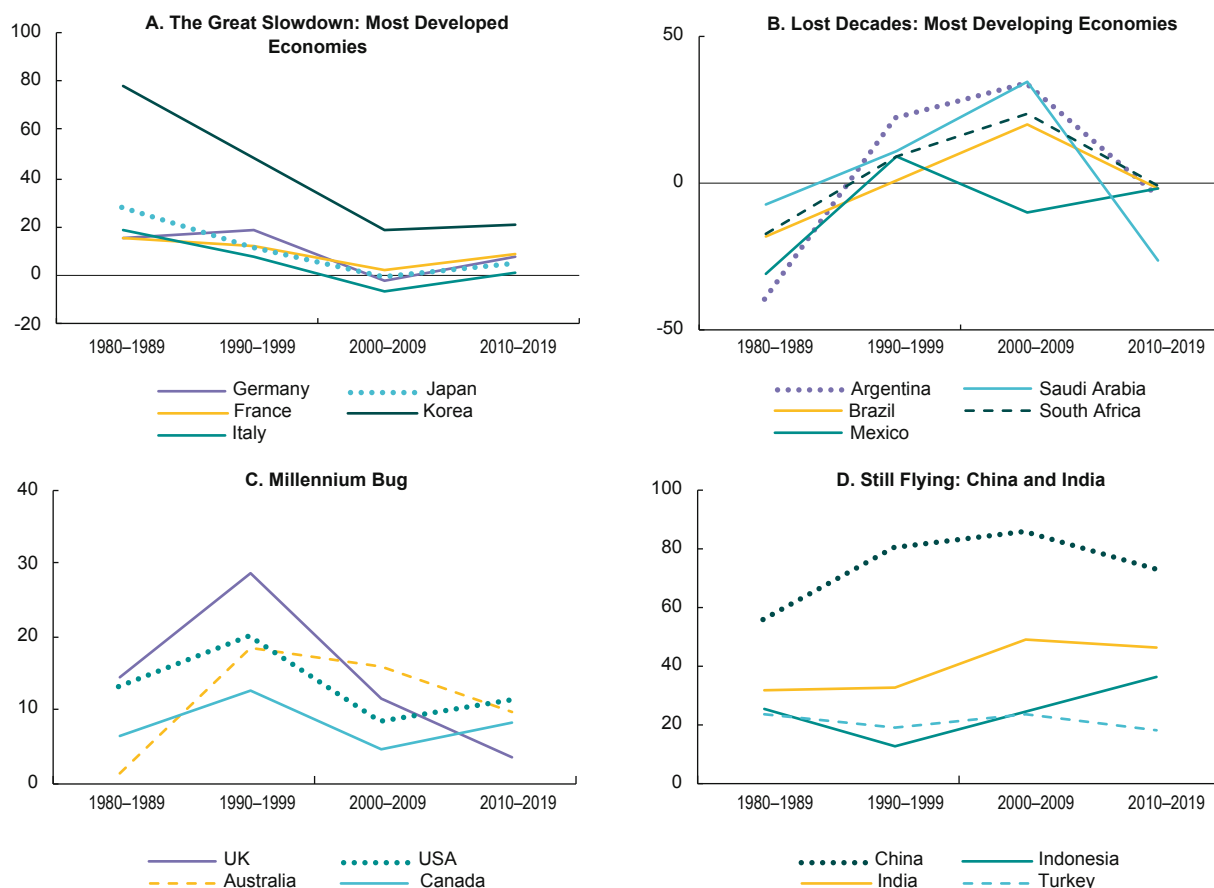 A. The Great Slowdown: Most Developed
Economies
100
80
60
40
20
0
-20
1980–1989
1990–1999
2000–2009
2010–2019
Germany
Japan
France
Korea
Italy
B. Lost Decades: Most Developing Economies
50
0
-50
1980–1989
1990–1999
2000–2009
2010–2019
Argentina
Saudi Arabia
Brazil
South Africa
Mexico
C. Millennium Bug
40
30
20
10
0
1980–1989
1990–1999
2000–2009
2010–2019
UK
USA
Australia
Canada
D. Still Flying: China and India
100
80
60
40
20
0
1980–1989
1990–1999
2000–2009
2010–2019
China
Indonesia
India
Turkey